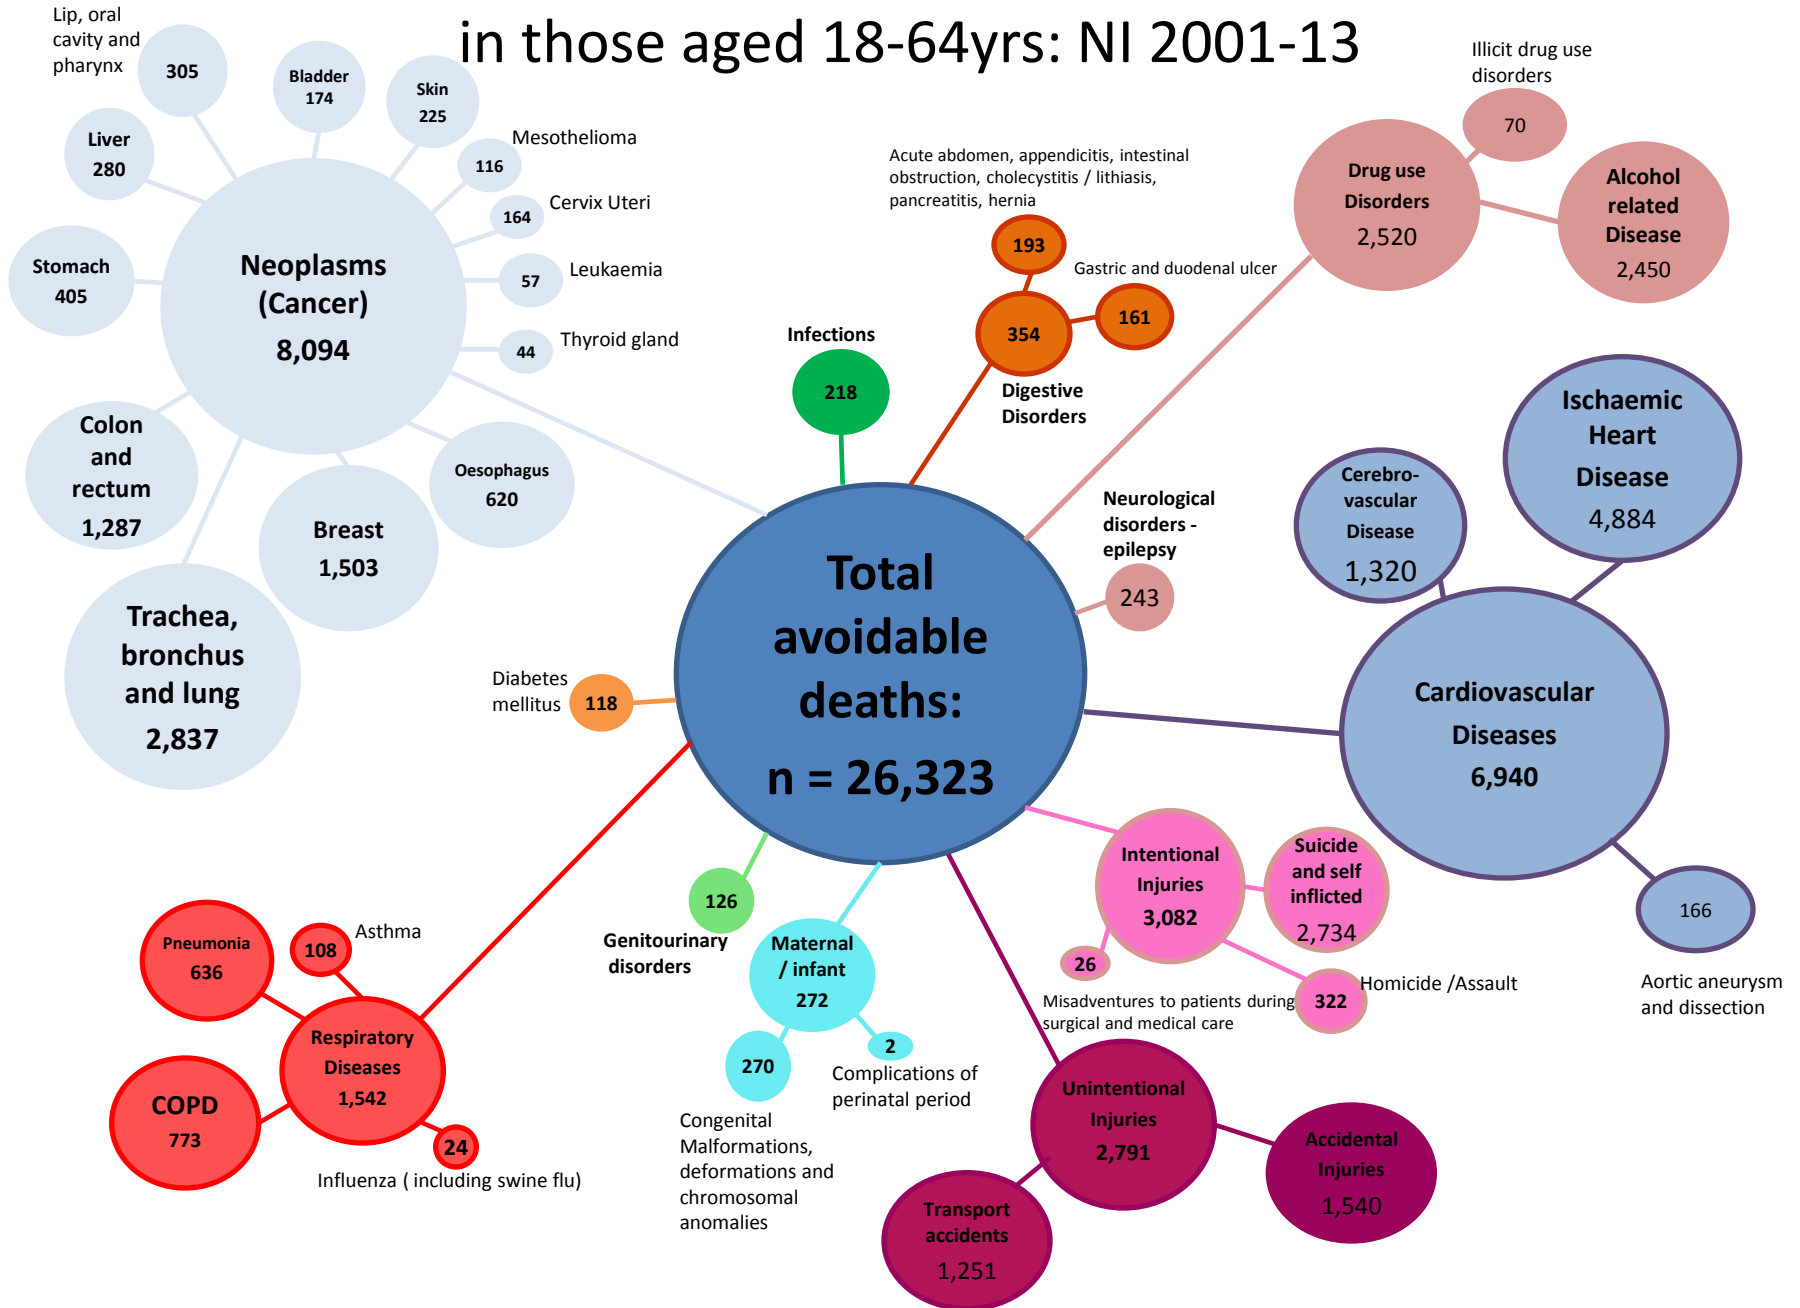 in those aged 18-64yrs: NI 2001-13
Lip, oral
cavity and
pharynx
305
Bladder
174
Skin
225
Liver
280
Mesothelioma
116
Cervix Uteri
164
Stomach
405
Neoplasms
(Cancer)
8,094
Leukaemia
57
Thyroid gland
44
Colon
and
rectum
1,287
Oesophagus
620
Breast
1,503
Trachea,
bronchus
and lung
2,837
Infections
218
Acute abdomen, appendicitis, intestinal
obstruction, cholecystitis / lithiasis,
pancreatitis, hernia
193
Gastric and duodenal ulcer
161
354
Digestive
Disorders
Illicit drug use
disorders
70
Drug use
Disorders
2,520
Alcohol
related
Disease
2,450
Ischaemic
Heart
Disease
4,884
Cerebro-
vascular
Disease
1,320
Neurological
disorders -
epilepsy
243
Total
avoidable
deaths:
n = 26,323
Cardiovascular
Diseases
6,940
166
Aortic aneurysm
and dissection
Diabetes
mellitus
118
Intentional
Injuries
3,082
Suicide
and self
inflicted
2,734
26
Misadventures to patients during
surgical and medical care
322
Homicide /Assault
126
Genitourinary
disorders
Maternal
/ infant
272
270
Congenital
Malformations,
deformations and
chromosomal
anomalies
2
Complications of
perinatal period
Pneumonia
636
108
Asthma
Respiratory
Diseases
1,542
COPD
773
24
Influenza ( including swine flu)
Unintentional
Injuries
2,791
Accidental
Injuries
1,540
Transport
accidents
1,251